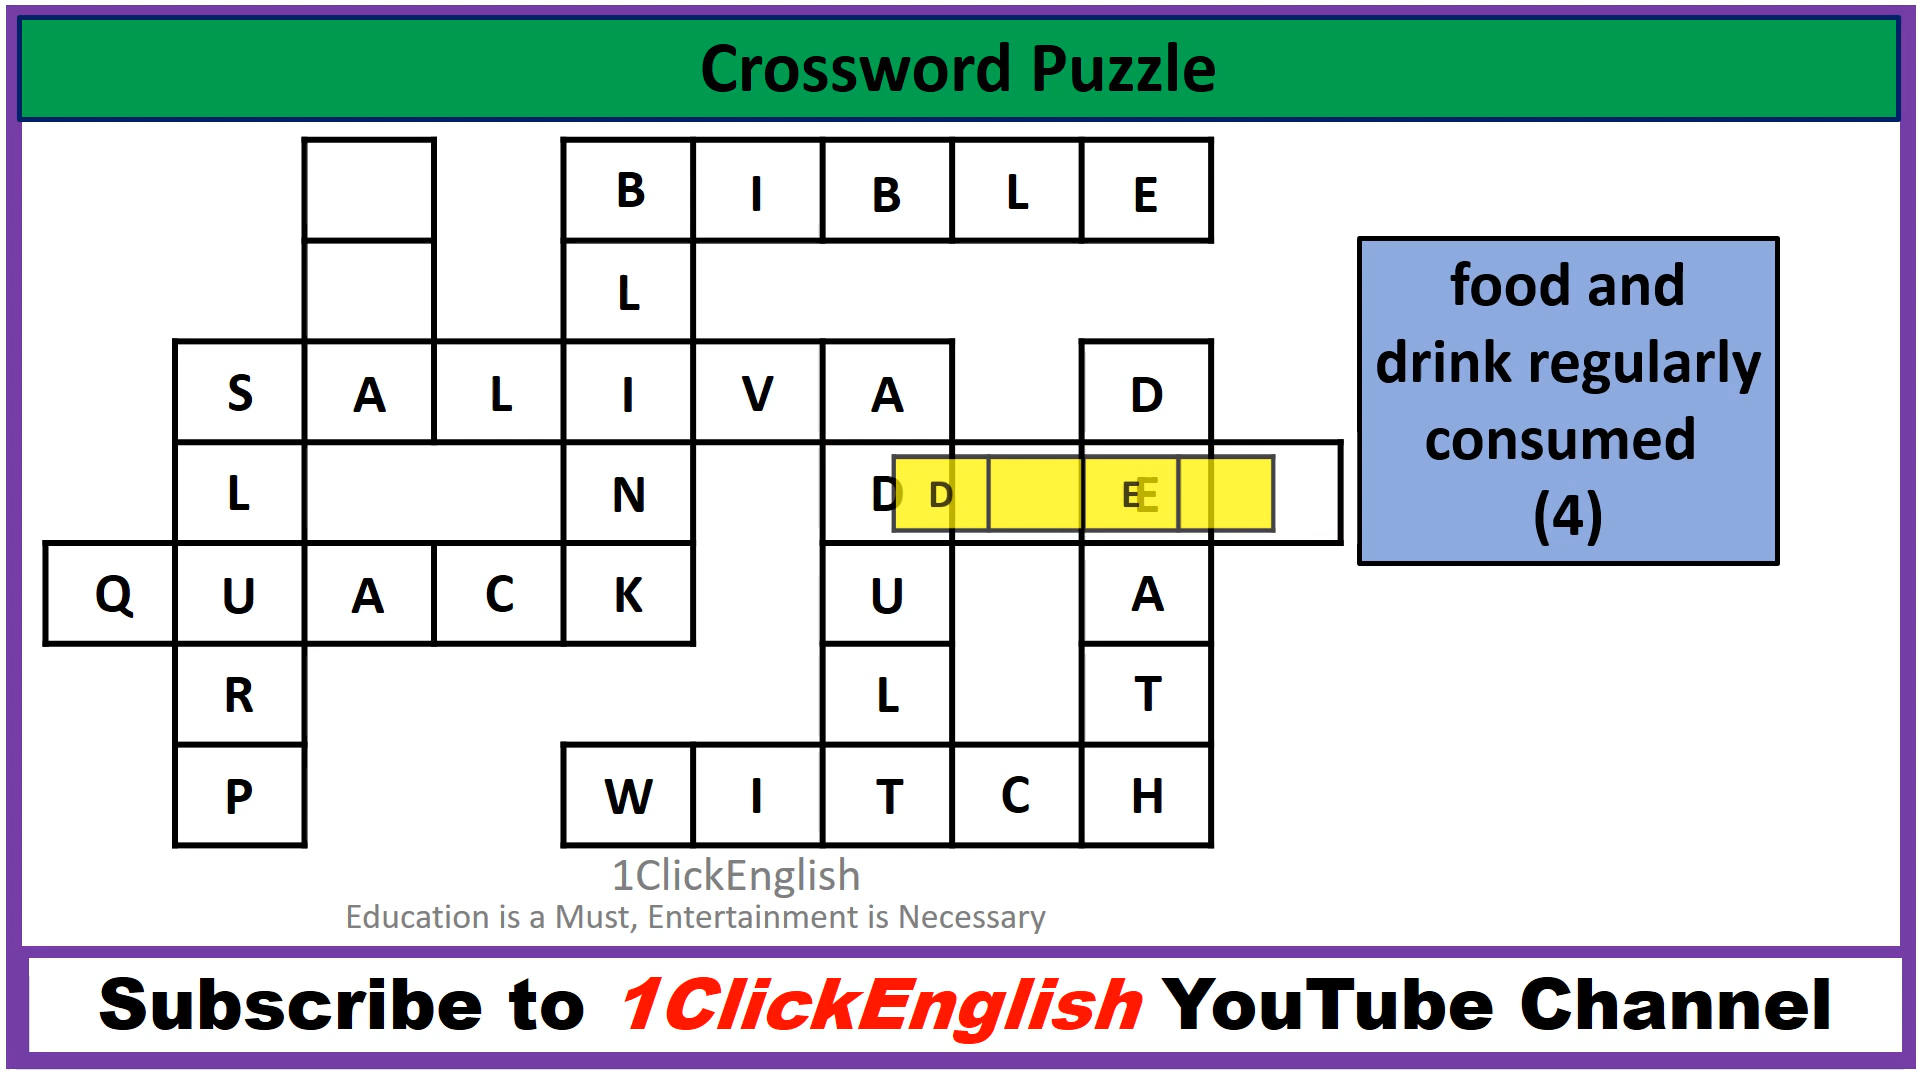 Crossword Puzzle
B I B L E
L
S A L I V A D
L N D D E E
Q U A C K U A
R L T
P W I T C H
food and
drink regularly
consumed
(4)
1ClickEnglish
Education is a Must, Entertainment is Necessary
Subscribe to 1ClickEnglish YouTube Channel